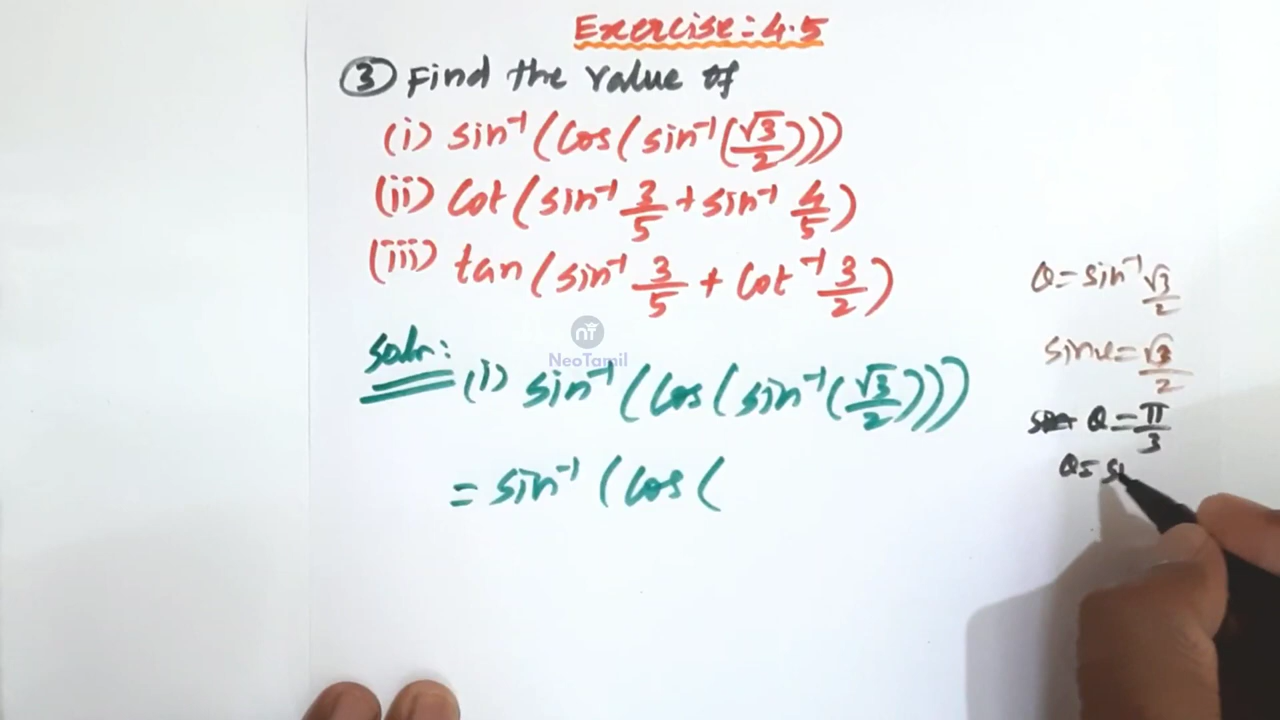 Exercise: 4.5
③ Find the value of
(i) sin⁻¹(cos(sin⁻¹(√3/2)))
(ii) cot(sin⁻¹ 3/5 + sin⁻¹ 4/5)
(iii) tan(sin⁻¹ 3/5 + cot⁻¹ 3/2)
Soln:
(i) sin⁻¹(cos(sin⁻¹(√3/2)))
= sin⁻¹(cos(
nT
NeoTamil
θ = sin⁻¹ √3/2
= √3/2
θ = π/3
θ = si